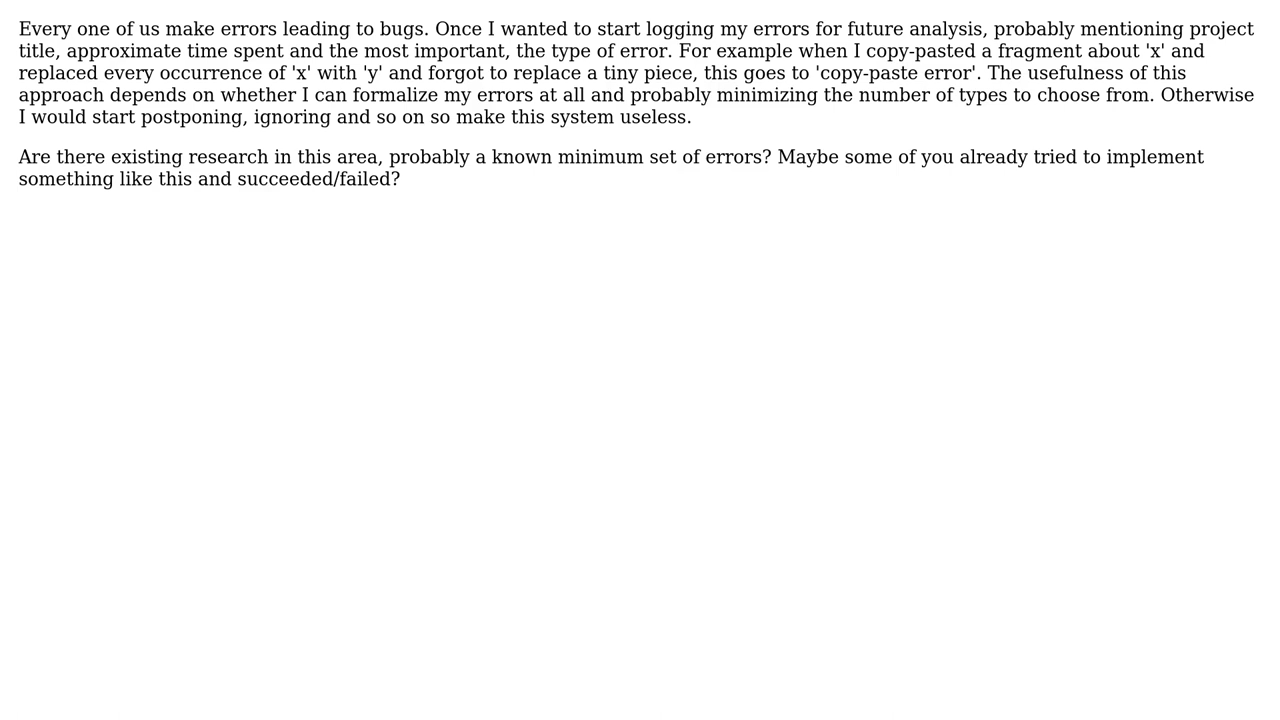 Every one of us make errors leading to bugs. Once I wanted to start logging my errors for future analysis, probably mentioning project
title, approximate time spent and the most important, the type of error. For example when I copy-pasted a fragment about 'x' and
replaced every occurrence of 'x' with 'y' and forgot to replace a tiny piece, this goes to 'copy-paste error'. The usefulness of this
approach depends on whether I can formalize my errors at all and probably minimizing the number of types to choose from. Otherwise
I would start postponing, ignoring and so on so make this system useless.
Are there existing research in this area, probably a known minimum set of errors? Maybe some of you already tried to implement
something like this and succeeded/failed?